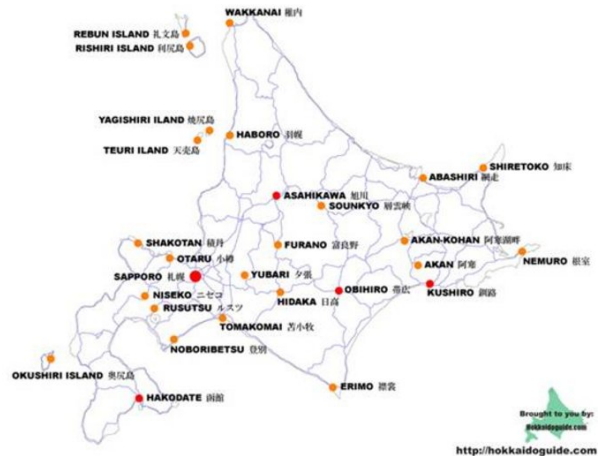 WAKKANAI 稚内
REBUN ISLAND 礼文島
RISHIRI ISLAND 利尻島
YAGISHIRI ILAND 焼尻島
HABORO 羽幌
TEURI ILAND 天売島
SHIRETOKO 知床
ABASHIRI 網走
ASAHIKAWA 旭川
SOUNKYO 層雲峡
SHAKOTAN 積丹
FURANO 富良野
AKAN-KOHAN 阿寒湖畔
OTARU 小樽
NEMURO 根室
AKAN 阿寒
SAPPORO 札幌
YUBARI 夕張
NISEKO ニセコ
OBIHIRO 帯広
KUSHIRO 釧路
HIDAKA 日高
RUSUTSU ルスツ
TOMAKOMAI 苫小牧
NOBORIBETSU 登別
OKUSHIRI ISLAND 奥尻島
ERIMO 襟裳
HAKODATE 函館
Brought to you by:
Hokkaidoguide.com
http://hokkaidoguide.com